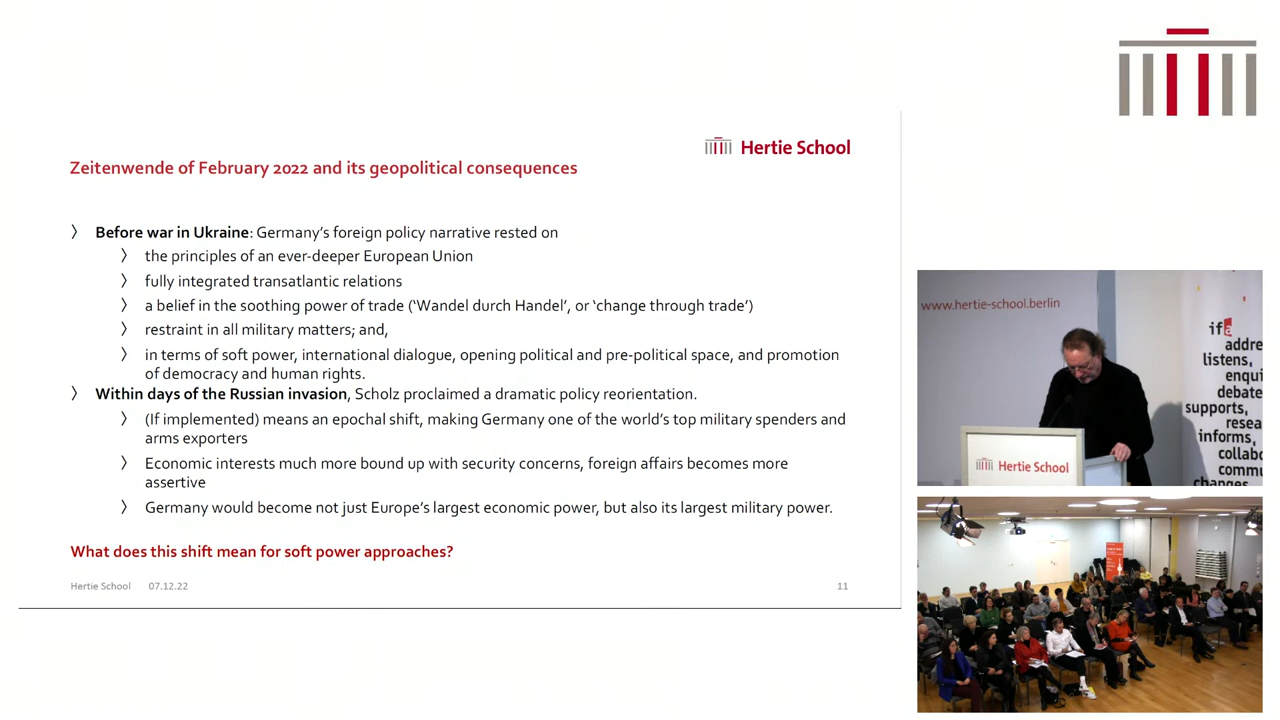 Hertie School
Zeitenwende of February 2022 and its geopolitical consequences
〉 Before war in Ukraine: Germany’s foreign policy narrative rested on
〉 the principles of an ever-deeper European Union
〉 fully integrated transatlantic relations
〉 a belief in the soothing power of trade (‘Wandel durch Handel’, or ‘change through trade’)
〉 restraint in all military matters; and,
〉 in terms of soft power, international dialogue, opening political and pre-political space, and promotion
of democracy and human rights.
〉 Within days of the Russian invasion, Scholz proclaimed a dramatic policy reorientation.
〉 (If implemented) means an epochal shift, making Germany one of the world’s top military spenders and
arms exporters
〉 Economic interests much more bound up with security concerns, foreign affairs becomes more
assertive
〉 Germany would become not just Europe’s largest economic power, but also its largest military power.
What does this shift mean for soft power approaches?
Hertie School 07.12.22 11
www.hertie-school.berlin
Hertie School
ifa
addre
listens,
enqui
debate
supports,
resea
informs,
collabo
commu
changes